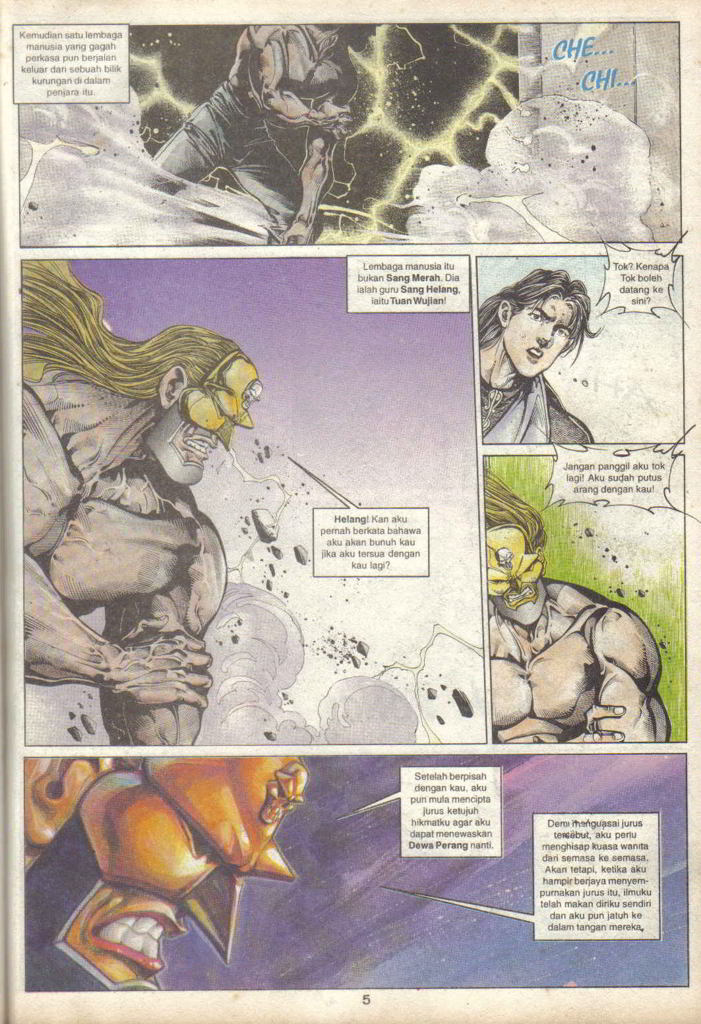 Kemudian satu lembaga
manusia yang gagah
perkasa pun berjalan
keluar dari sebuah bilik
kurungan di dalam
penjara itu.
CHE...
CHI...
Lembaga manusia itu
bukan Sang Merah. Dia
ialah guru Sang Helang,
iaitu Tuan Wujian!
Tok? Kenapa
Tok boleh
datang ke
sini?
Helang! Kan aku
pernah berkata bahawa
aku akan bunuh kau
jika aku tersua dengan
kau lagi?
Jangan panggil aku tok
lagi! Aku sudah putus
arang dengan kau!
Setelah berpisah
dengan kau, aku
pun mula mencipta
jurus ketujuh
hikmatku agar aku
dapat menewaskan
Dewa Perang nanti.
Demi menguasai jurus
tersebut, aku perlu
menghisap kuasa wanita
dari semasa ke semasa.
Akan tetapi, ketika aku
hampir berjaya menyem-
purnakan jurus itu, ilmuku
telah makan diriku sendiri
dan aku pun jatuh ke
dalam tangan mereka.
5